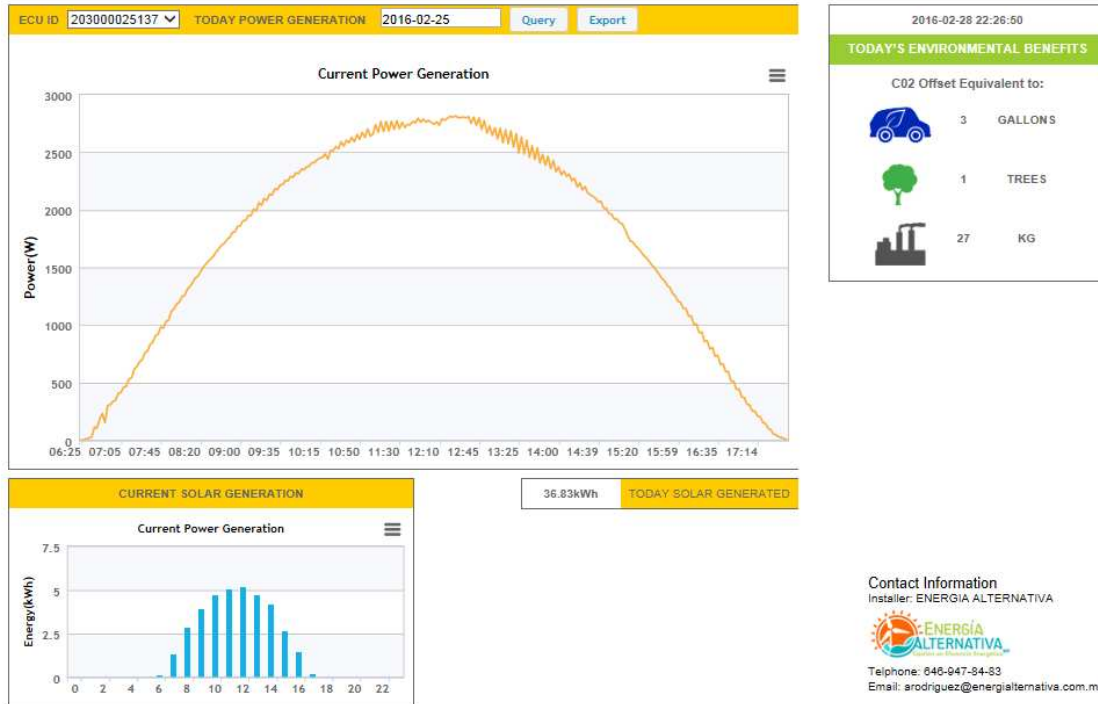 ECU ID 203000025137 TODAY POWER GENERATION 2016-02-25 Query Export
Current Power Generation
Power(W)
3000
2500
2000
1500
1000
500
0
06:25 07:05 07:45 08:20 09:00 09:35 10:15 10:50 11:30 12:10 12:45 13:25 14:00 14:39 15:20 15:59 16:35 17:14
2016-02-28 22:26:50
TODAY'S ENVIRONMENTAL BENEFITS
C02 Offset Equivalent to:
3 GALLONS
1 TREES
27 KG
CURRENT SOLAR GENERATION
Current Power Generation
Energy(kWh)
7.5
5
2.5
0
0 2 4 6 8 10 12 14 16 18 20 22
36.83kWh TODAY SOLAR GENERATED
Contact Information
Installer: ENERGIA ALTERNATIVA
ENERGÍA
ALTERNATIVA
Telphone: 646-947-84-83
Email: arodriguez@energialternativa.com.m